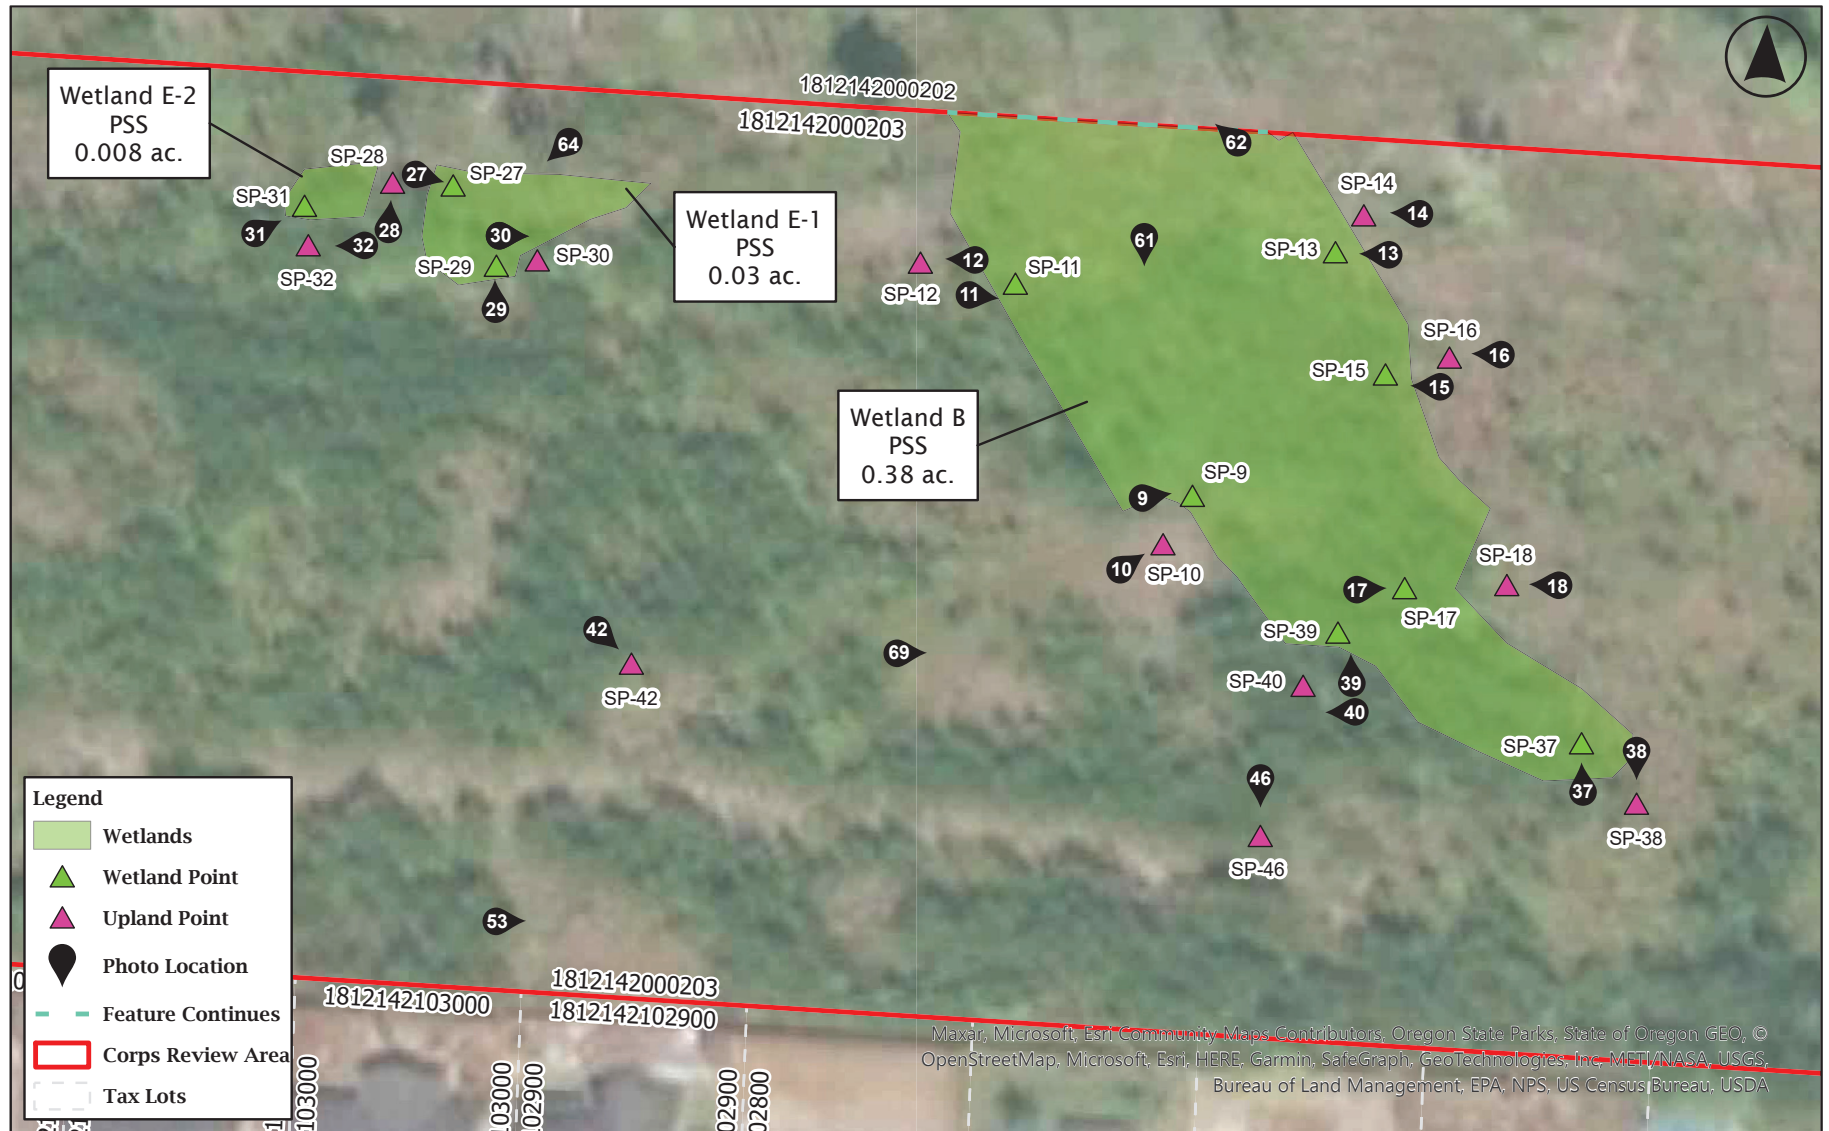 1812142000202
1812142000203
Wetland E-2
PSS
0.008 ac.
SP-28
27
SP-27
64
62
SP-31
31
32
28
SP-32
30
SP-29
SP-30
29
Wetland E-1
PSS
0.03 ac.
SP-14
14
SP-13
13
61
12
SP-12
11
SP-11
SP-16
16
SP-15
15
Wetland B
PSS
0.38 ac.
SP-9
9
10
SP-10
SP-18
18
17
SP-17
42
SP-42
69
SP-39
SP-40
39
40
SP-37
38
37
SP-38
46
SP-46
53
Legend
Wetlands
Wetland Point
Upland Point
Photo Location
Feature Continues
Corps Review Area
Tax Lots
0
1812142103000
1812142000203
1812142102900
103000
103000
102900
02900
02800
Maxar, Microsoft, Esri Community Maps Contributors, Oregon State Parks, State of Oregon GEO, ©
OpenStreetMap, Microsoft, Esri, HERE, Garmin, SafeGraph, GeoTechnologies, Inc, METI/NASA, USGS,
Bureau of Land Management, EPA, NPS, US Census Bureau, USDA